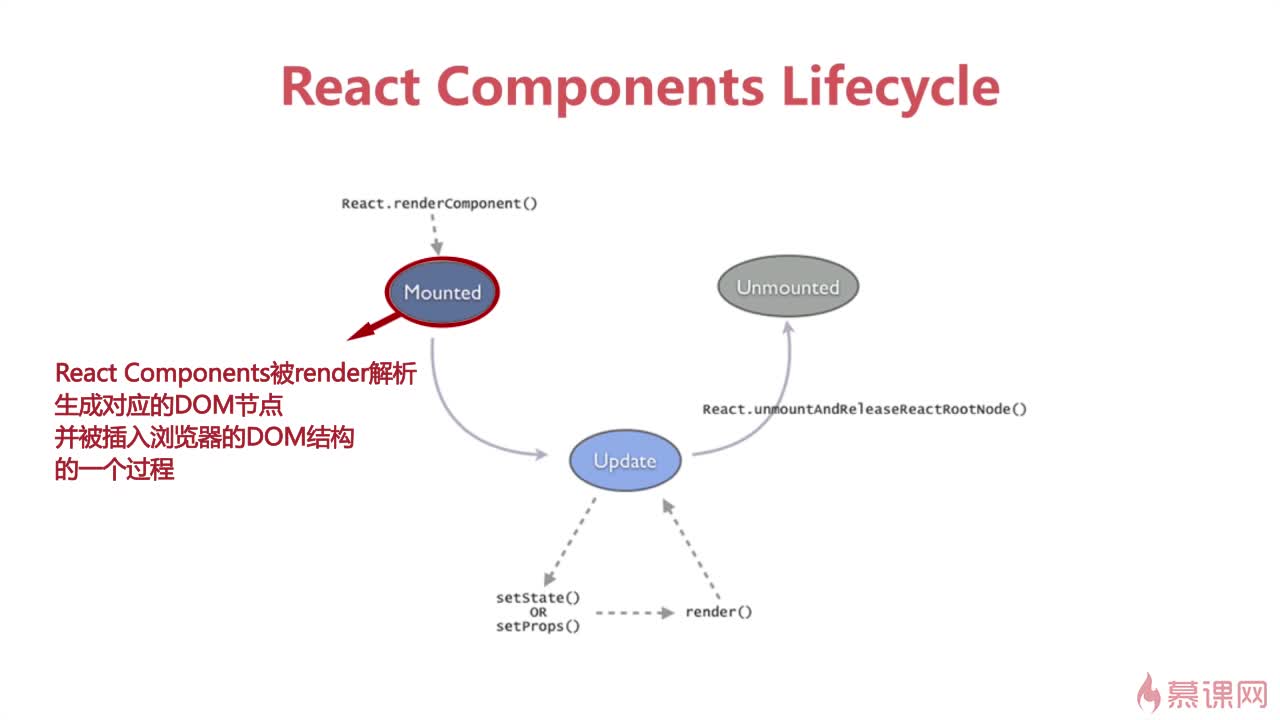 React Components Lifecycle
React.renderComponent()
Mounted
Unmounted
React Components被render解析
生成对应的DOM节点
并被插入浏览器的DOM结构
的一个过程
React.unmountAndReleaseReactRootNode()
Update
setState()
OR
setProps()
render()
慕课网